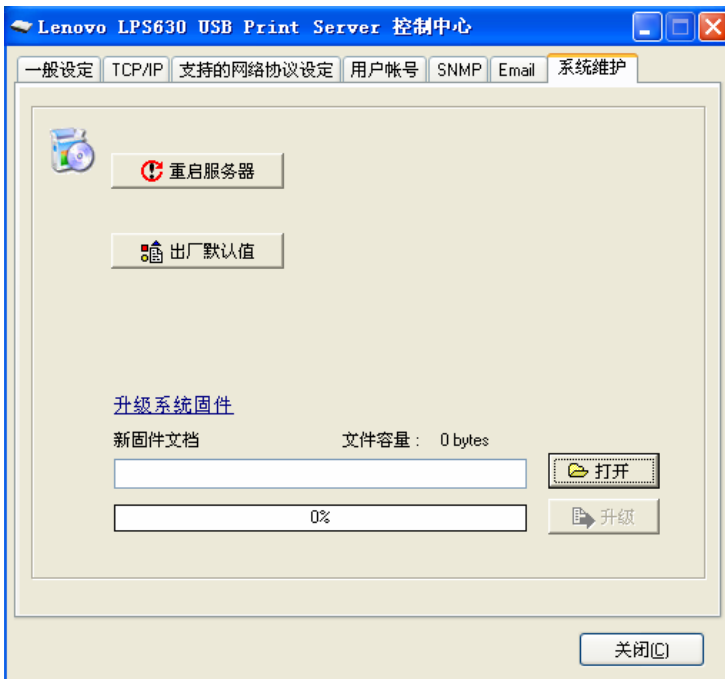 Lenovo LPS630 USB Print Server 控制中心
一般设定 TCP/IP 支持的网络协议设定 用户帐号 SNMP Email 系统维护
重启服务器
出厂默认值
升级系统固件
新固件文档 文件容量： 0 bytes
打开
0% 升级
关闭(C)